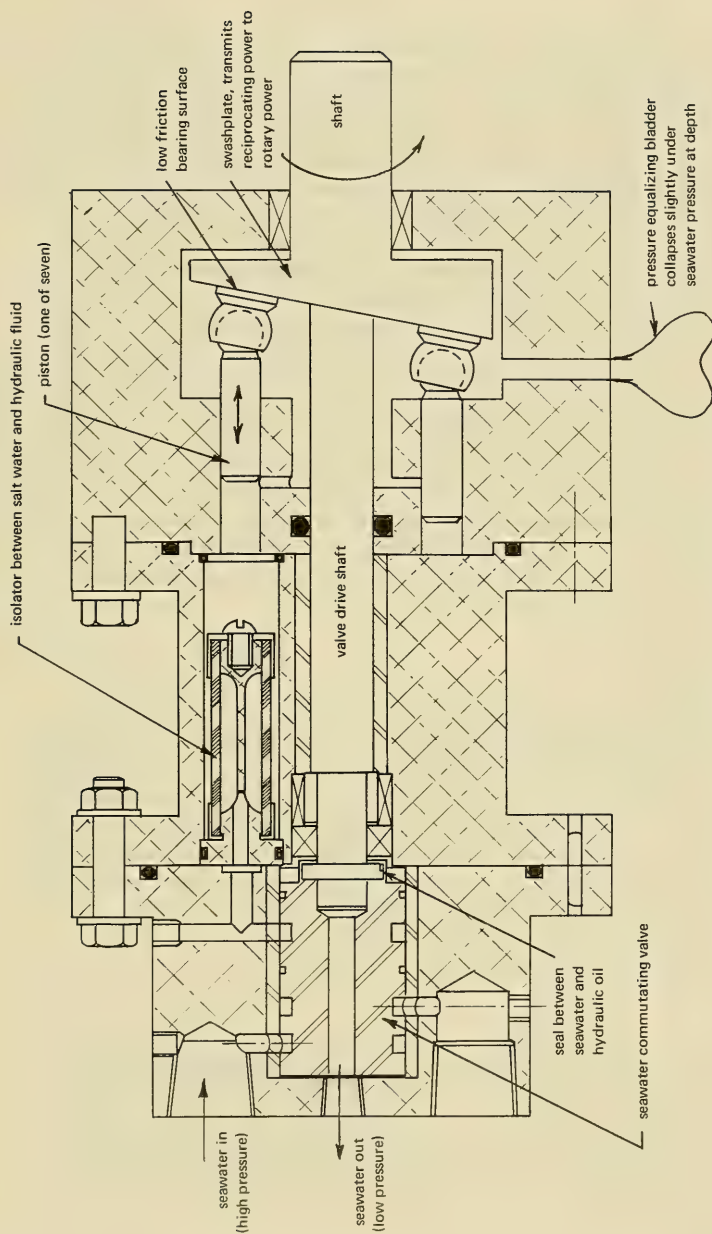 isolator between salt water and hydraulic fluid
piston (one of seven)
low friction
bearing surface
swashplate, transmits
reciprocating power to
rotary power
shaft
valve drive shaft
seawater in
(high pressure)
seawater out
(low pressure)
seal between
seawater and
hydraulic oil
seawater commutating valve
pressure equalizing bladder
collapses slightly under
seawater pressure at depth